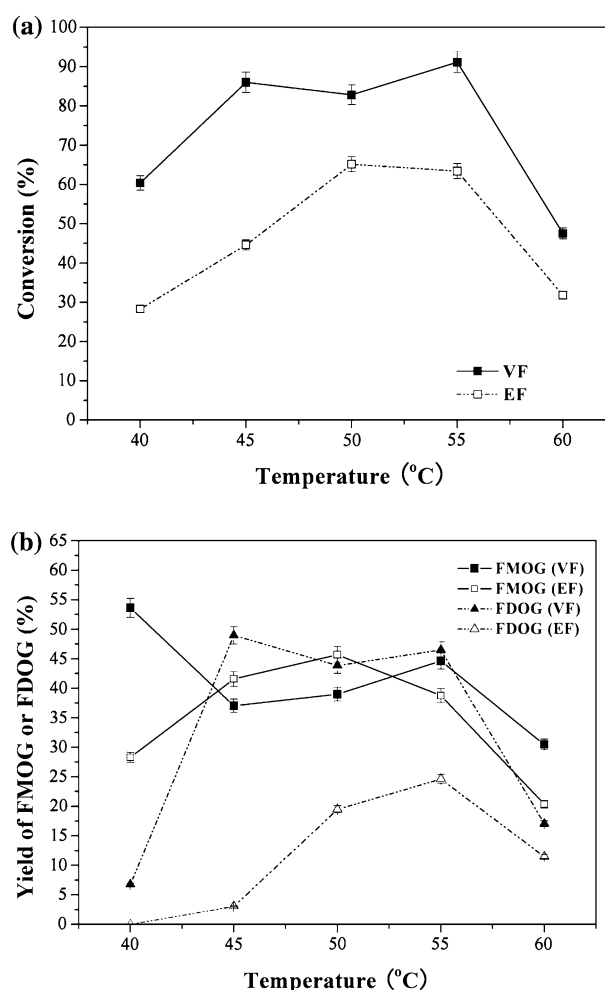 (a)
100
90
80
70
60
50
40
30
20
10
0
Conversion (%)
VF
EF
40 45 50 55 60
Temperature (°C)
(b)
65
60
55
50
45
40
35
30
25
20
15
10
5
0
Yield of FMOG or FDOG (%)
FMOG (VF)
FMOG (EF)
FDOG (VF)
FDOG (EF)
40 45 50 55 60
Temperature (°C)